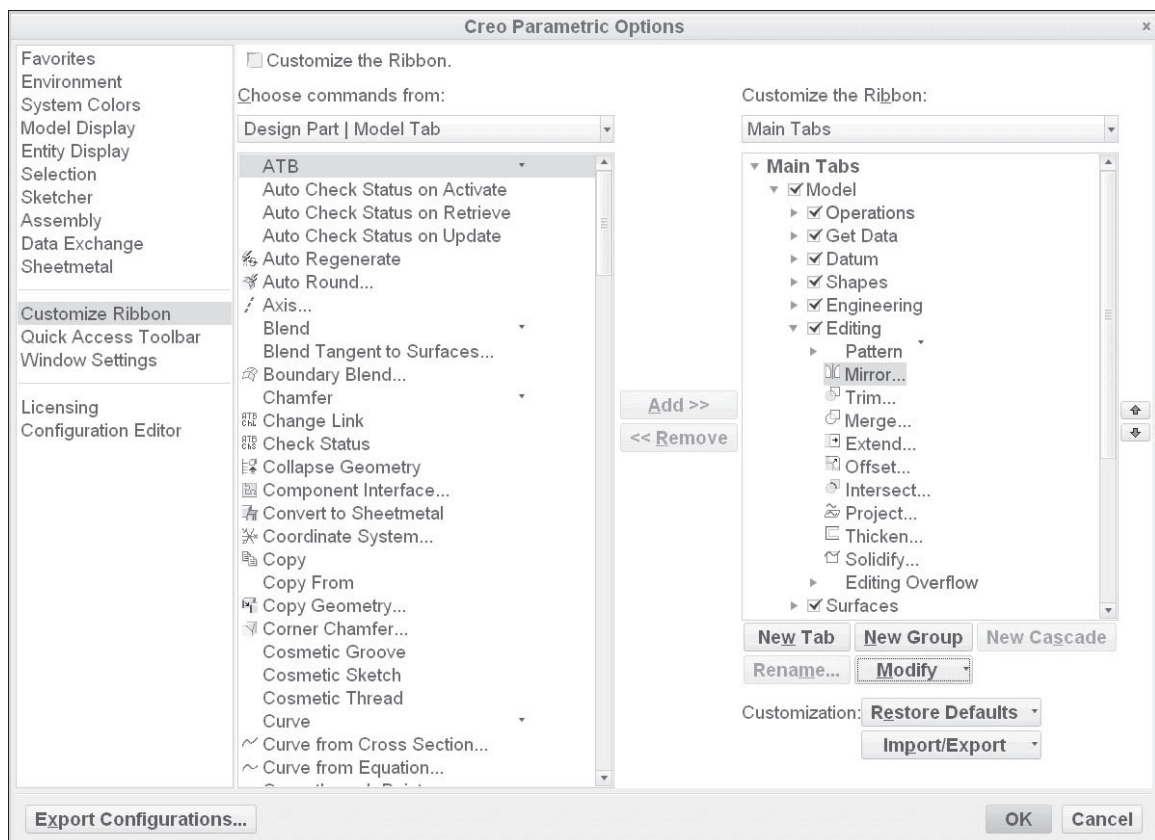 Creo Parametric Options
Favorites
Environment
System Colors
Model Display
Entity Display
Selection
Sketcher
Assembly
Data Exchange
Sheetmetal
Customize Ribbon
Quick Access Toolbar
Window Settings
Licensing
Configuration Editor
Customize the Ribbon.
Choose commands from:
Design Part | Model Tab
ATB
Auto Check Status on Activate
Auto Check Status on Retrieve
Auto Check Status on Update
Auto Regenerate
Auto Round...
Axis...
Blend
Blend Tangent to Surfaces...
Boundary Blend...
Chamfer
Change Link
Check Status
Collapse Geometry
Component Interface...
Convert to Sheetmetal
Coordinate System...
Copy
Copy From
Copy Geometry...
Corner Chamfer...
Cosmetic Groove
Cosmetic Sketch
Cosmetic Thread
Curve
Curve from Cross Section...
Curve from Equation...
Add >>
<< Remove
Customize the Ribbon:
Main Tabs
Main Tabs
Model
Operations
Get Data
Datum
Shapes
Engineering
Editing
Pattern
Mirror...
Trim...
Merge...
Extend...
Offset...
Intersect...
Project...
Thicken...
Solidify...
Editing Overflow
Surfaces
New Tab New Group New Cascade
Rename... Modify
Customization: Restore Defaults
Import/Export
Export Configurations...
OK Cancel